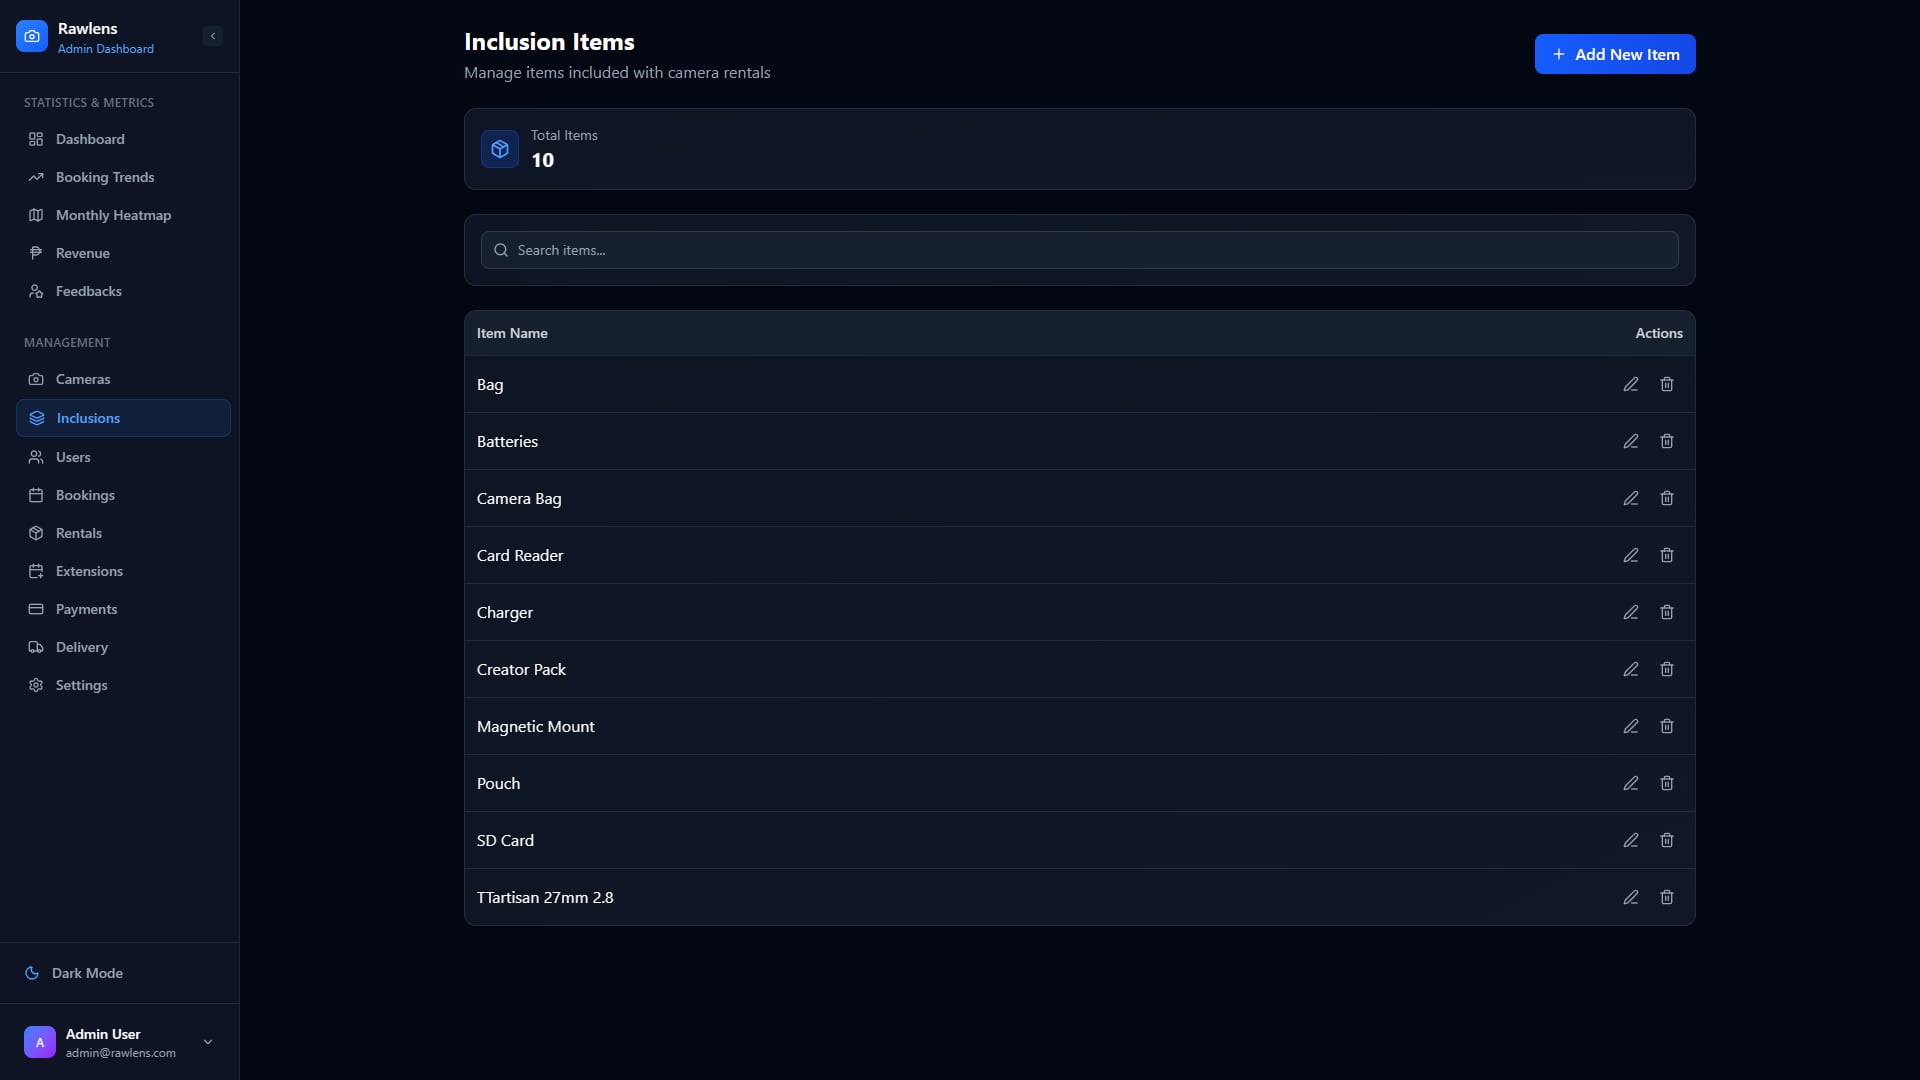 Rawlens
Admin Dashboard
STATISTICS & METRICS
Dashboard
Booking Trends
Monthly Heatmap
Revenue
Feedbacks
MANAGEMENT
Cameras
Inclusions
Users
Bookings
Rentals
Extensions
Payments
Delivery
Settings
Dark Mode
A
Admin User
admin@rawlens.com
Inclusion Items
Manage items included with camera rentals
Add New Item
Total Items
10
Search items...
Item Name Actions
Bag
Batteries
Camera Bag
Card Reader
Charger
Creator Pack
Magnetic Mount
Pouch
SD Card
TTartisan 27mm 2.8